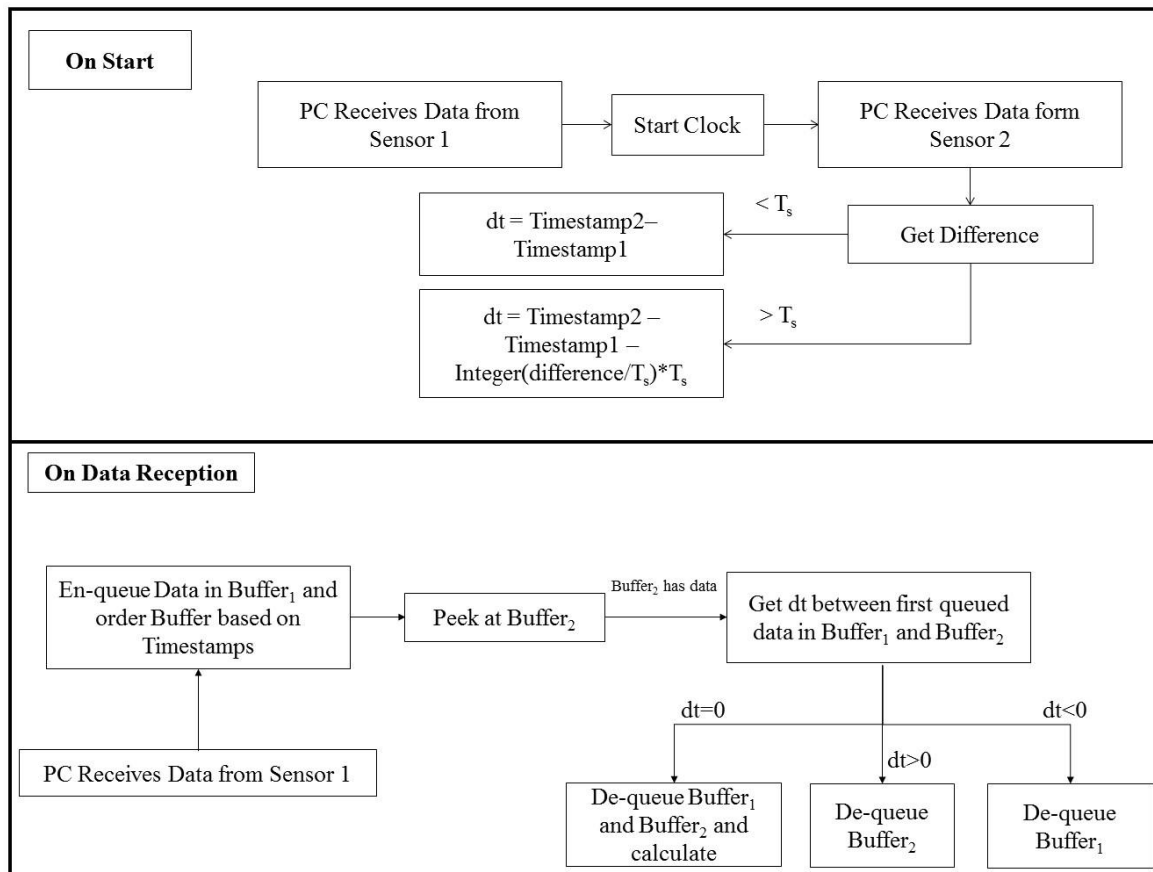 On Start
PC Receives Data from
Sensor 1
Start Clock
PC Receives Data form
Sensor 2
< Tₛ
dt = Timestamp2–
Timestamp1
Get Difference
dt = Timestamp2 –
Timestamp1 –
Integer(difference/Tₛ)*Tₛ
> Tₛ
On Data Reception
En-queue Data in Buffer₁ and
order Buffer based on
Timestamps
Peek at Buffer₂
Buffer₂ has data
Get dt between first queued
data in Buffer₁ and Buffer₂
PC Receives Data from Sensor 1
dt=0
dt>0
dt<0
De-queue Buffer₁
and Buffer₂ and
calculate
De-queue
Buffer₂
De-queue
Buffer₁